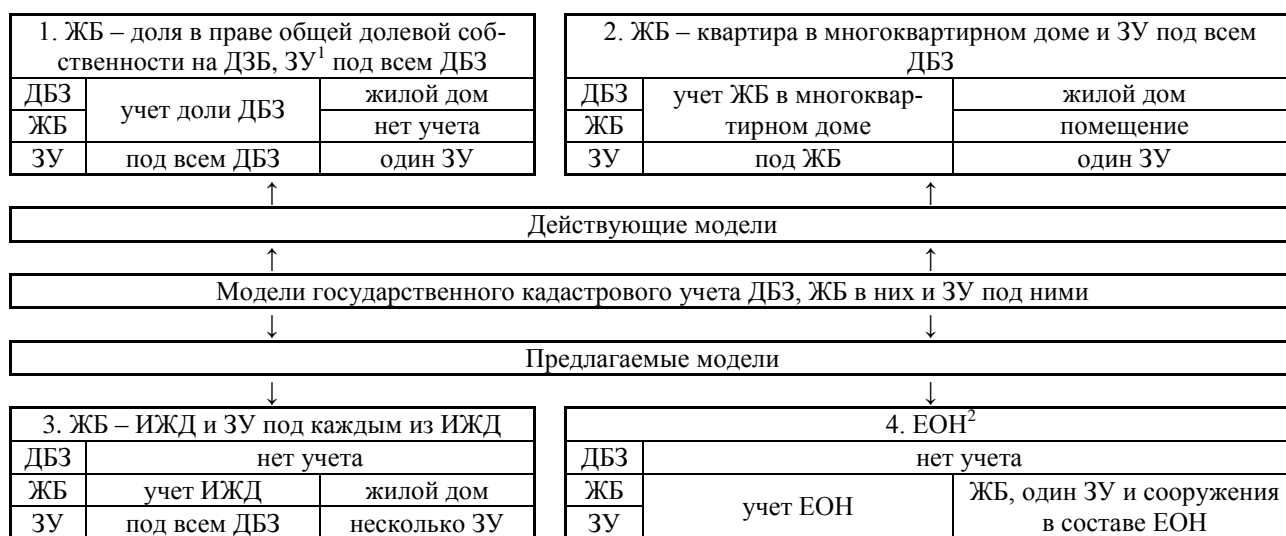 1. ЖБ – доля в праве общей долевой соб-
ственности на ДЗБ, ЗУ¹ под всем ДБЗ
ДБЗ учет доли ДБЗ жилой дом
ЖБ нет учета
ЗУ под всем ДБЗ один ЗУ
2. ЖБ – квартира в многоквартирном доме и ЗУ под всем
ДБЗ
ДБЗ учет ЖБ в многоквар- жилой дом
ЖБ тирном доме помещение
ЗУ под ЖБ один ЗУ
↑ ↑
Действующие модели
↑ ↑
Модели государственного кадастрового учета ДБЗ, ЖБ в них и ЗУ под ними
↓ ↓
Предлагаемые модели
↓ ↓
3. ЖБ – ИЖД и ЗУ под каждым из ИЖД
ДБЗ нет учета
ЖБ учет ИЖД жилой дом
ЗУ под всем ДБЗ несколько ЗУ
4. ЕОН²
ДБЗ нет учета
ЖБ учет ЕОН ЖБ, один ЗУ и сооружения
ЗУ в составе ЕОН